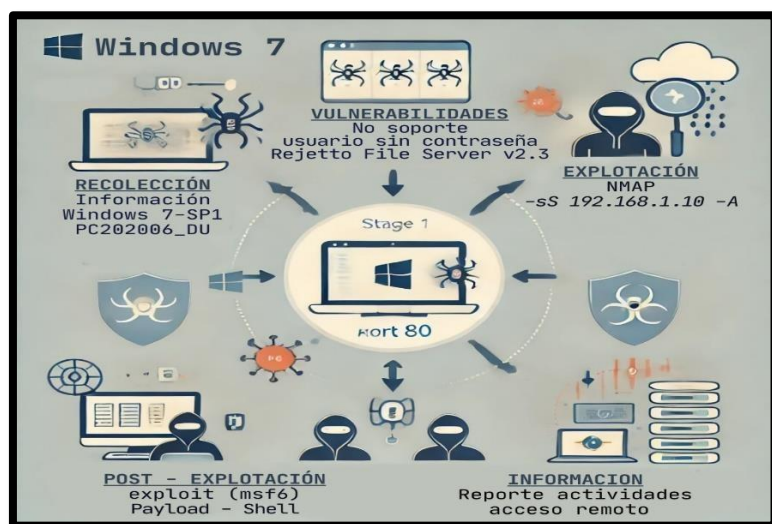 Windows 7
VULNERABILIDADES
No soporte
usuario sin contraseña
Rejetto File Server v2.3
RECOLECCIÓN
Información
Windows 7-SP1
PC202006_DU
EXPLOTACIÓN
NMAP
-sS 192.168.1.10 -A
Stage 1
Hort 80
POST - EXPLOTACIÓN
exploit (msf6)
Payload - Shell
INFORMACION
Reporte actividades
acceso remoto